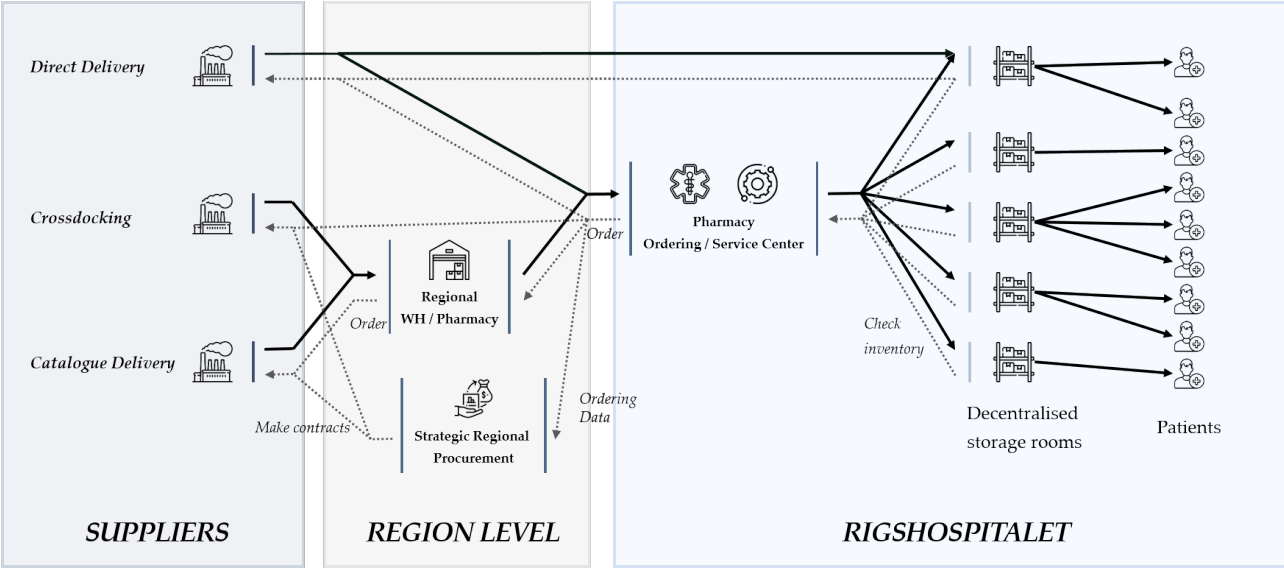 Direct Delivery
Crossdocking
Catalogue Delivery
Make contracts
SUPPLIERS
Order
Regional
WH / Pharmacy
Strategic Regional
Procurement
Order
Ordering
Data
REGION LEVEL
Pharmacy
Ordering / Service Center
Check
inventory
Decentralised
storage rooms
Patients
RIGSHOSPITALET